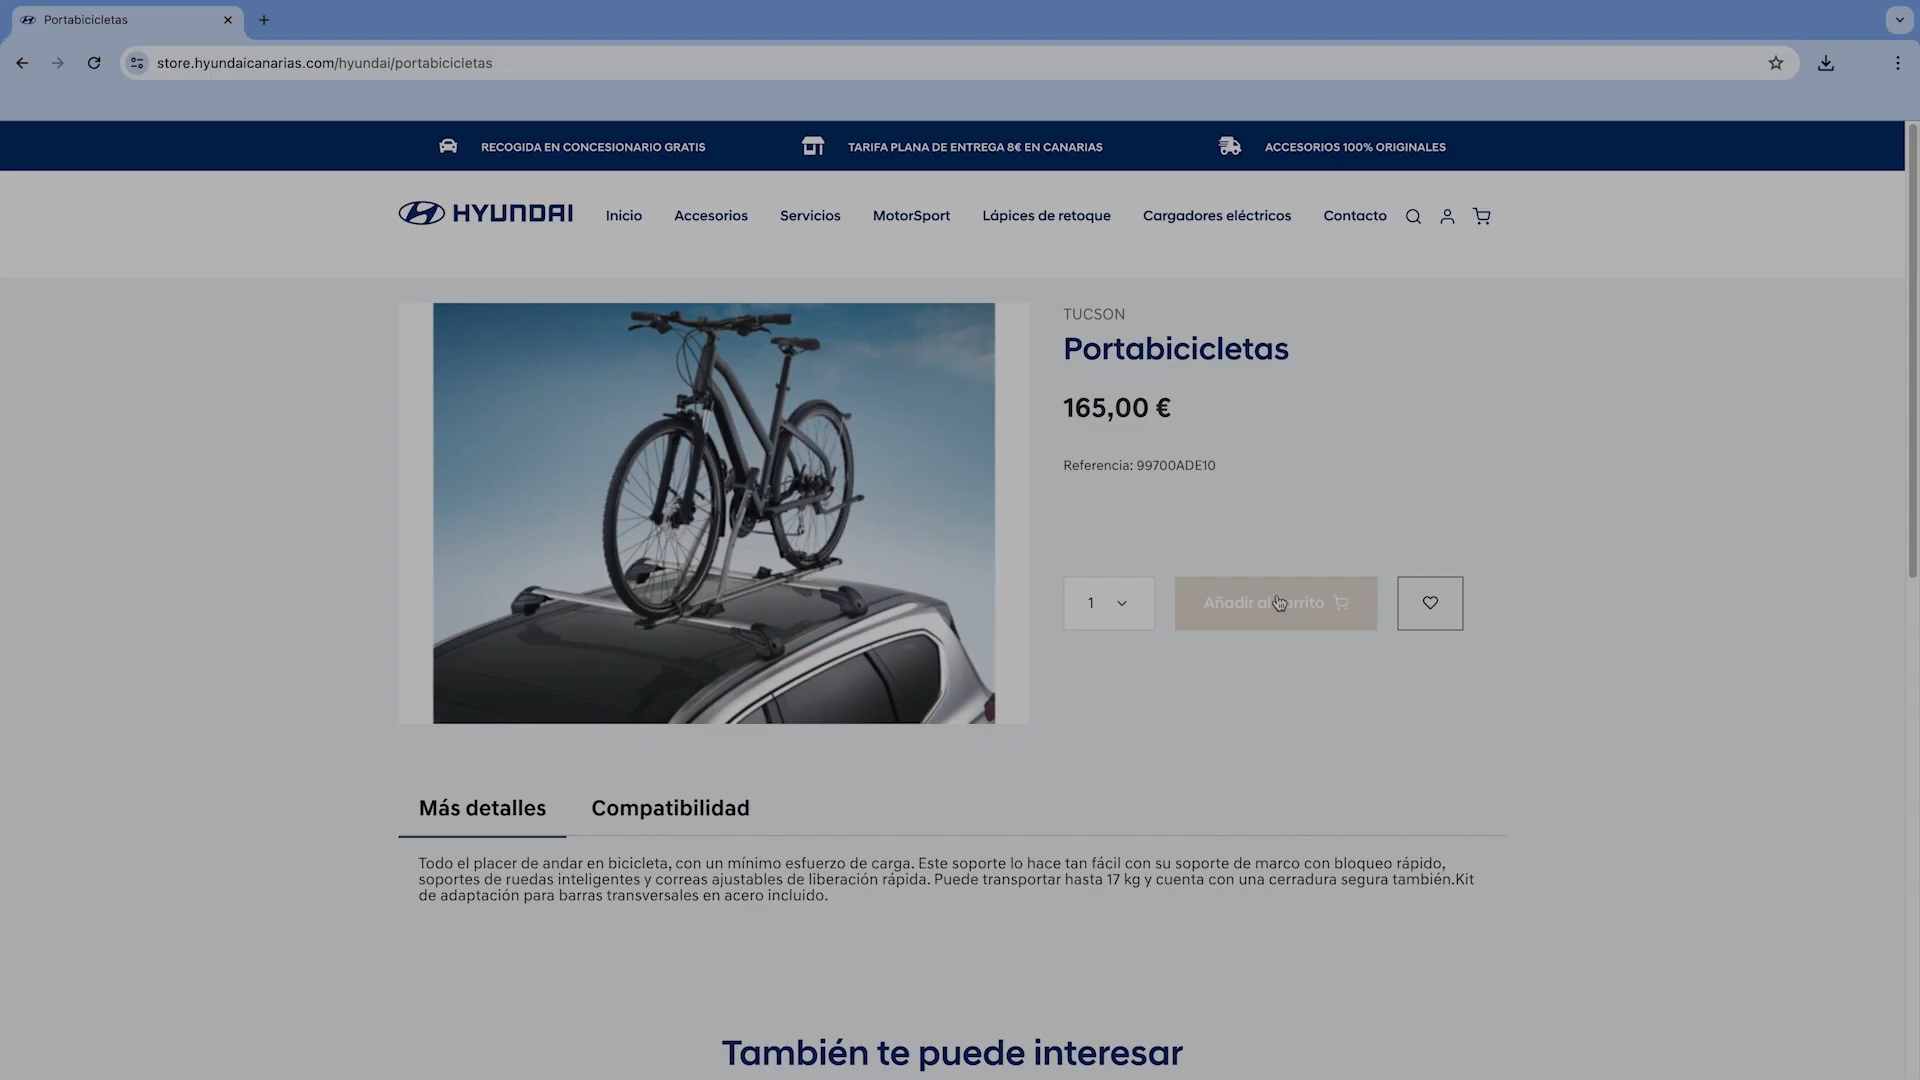 Portabicicletas
store.hyundaicanarias.com/hyundai/portabicicletas
RECOGIDA EN CONCESIONARIO GRATIS
TARIFA PLANA DE ENTREGA 8€ EN CANARIAS
ACCESORIOS 100% ORIGINALES
HYUNDAI
Inicio
Accesorios
Servicios
MotorSport
Lápices de retoque
Cargadores eléctricos
Contacto
TUCSON
Portabicicletas
165,00 €
Referencia: 99700ADE10
1
Añadir al carrito
Más detalles
Compatibilidad
Todo el placer de andar en bicicleta, con un mínimo esfuerzo de carga. Este soporte lo hace tan fácil con su soporte de marco con bloqueo rápido,
soportes de ruedas inteligentes y correas ajustables de liberación rápida. Puede transportar hasta 17 kg y cuenta con una cerradura segura también.Kit
de adaptación para barras transversales en acero incluido.
También te puede interesar